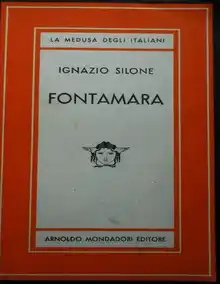 LA MEDUSA DEGLI ITALIANI
IGNAZIO SILONE
FONTAMARA
ARNOLDO MONDADORI EDITORE